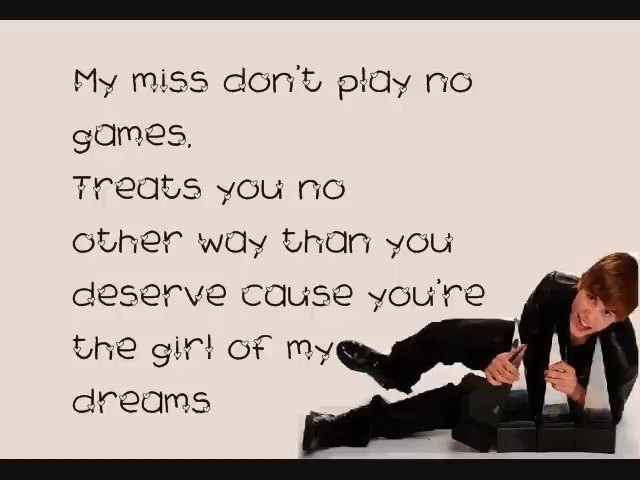 My miss don't play no
games,
Treats you no
other way than you
deserve cause you're
the girl of my
dreams